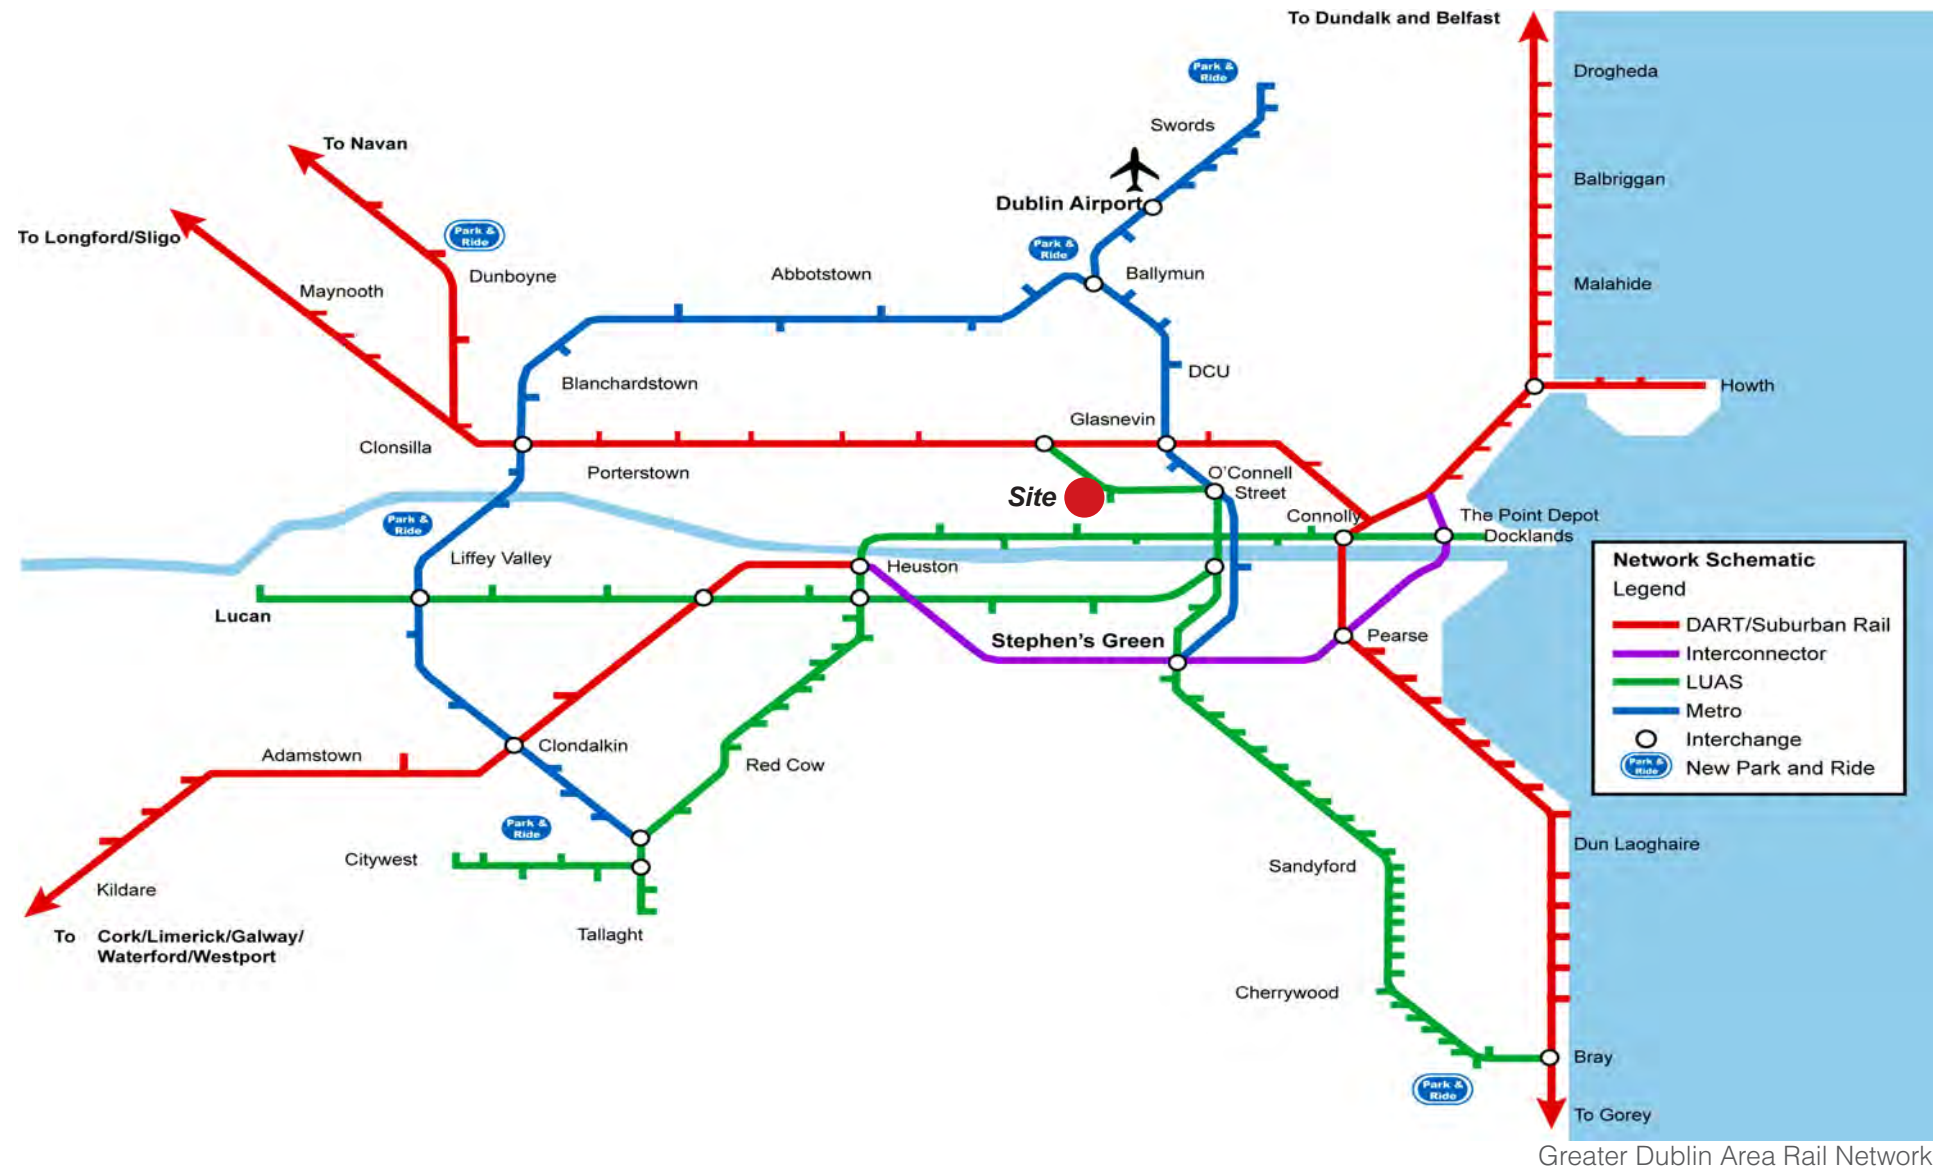 To Dundalk and Belfast
Park &
Ride
Drogheda
Swords
To Navan
Balbriggan
Dublin Airport
To Longford/Sligo
Park &
Ride
Park &
Ride
Dunboyne
Abbotstown
Ballymun
Malahide
Maynooth
Blanchardstown
DCU
Howth
Glasnevin
Clonsilla
Porterstown
O'Connell
Street
Site
Connolly
The Point Depot
Docklands
Park &
Ride
Liffey Valley
Heuston
Lucan
Stephen's Green
Pearse
Network Schematic
Legend
DART/Suburban Rail
Interconnector
LUAS
Metro
Interchange
Park &
Ride
New Park and Ride
Adamstown
Clondalkin
Red Cow
Park &
Ride
Citywest
Sandyford
Dun Laoghaire
Kildare
To Cork/Limerick/Galway/
Waterford/Westport
Tallaght
Cherrywood
Bray
Park &
Ride
To Gorey
Greater Dublin Area Rail Network